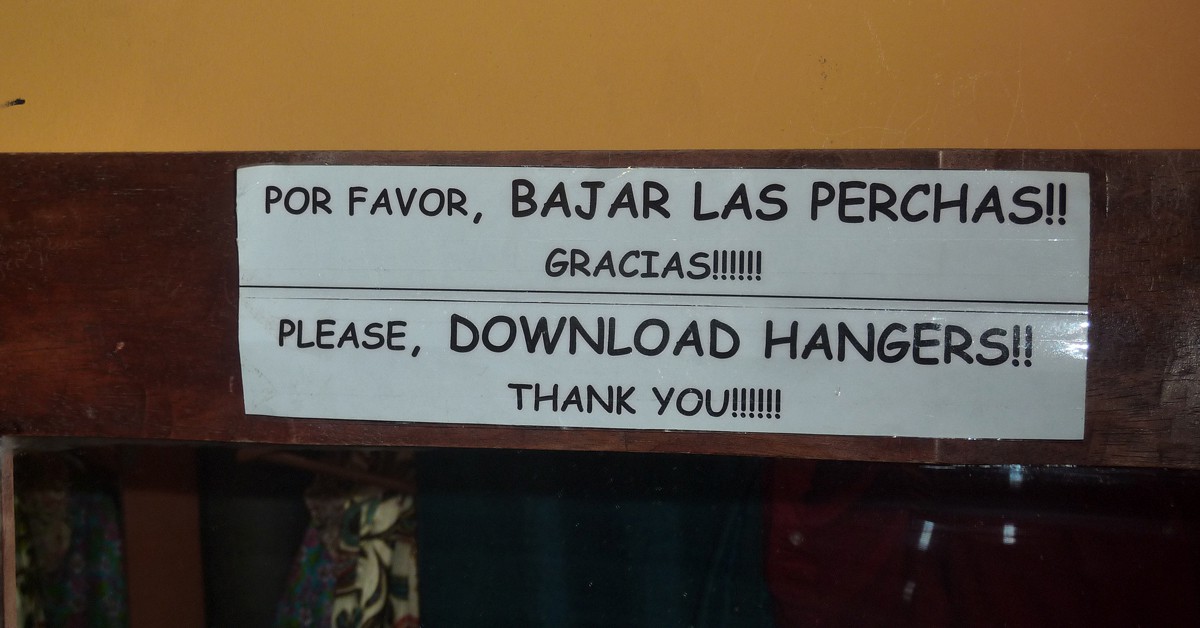 POR FAVOR, BAJAR LAS PERCHAS!!
GRACIAS!!!!!!
PLEASE, DOWNLOAD HANGERS!!
THANK YOU!!!!!!